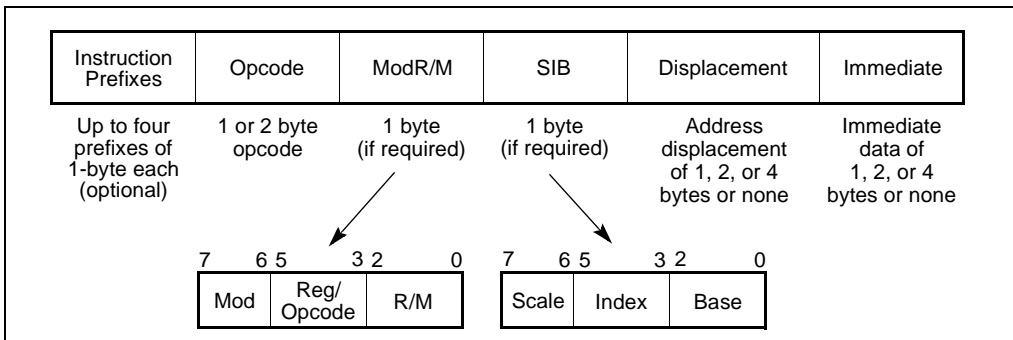 Instruction Prefixes
Opcode
ModR/M
SIB
Displacement
Immediate
Up to four
prefixes of
1-byte each
(optional)
1 or 2 byte
opcode
1 byte
(if required)
1 byte
(if required)
Address
displacement
of 1, 2, or 4
bytes or none
Immediate
data of
1, 2, or 4
bytes or none
7 6 5 3 2 0
Mod
Reg/
Opcode
R/M
7 6 5 3 2 0
Scale
Index
Base